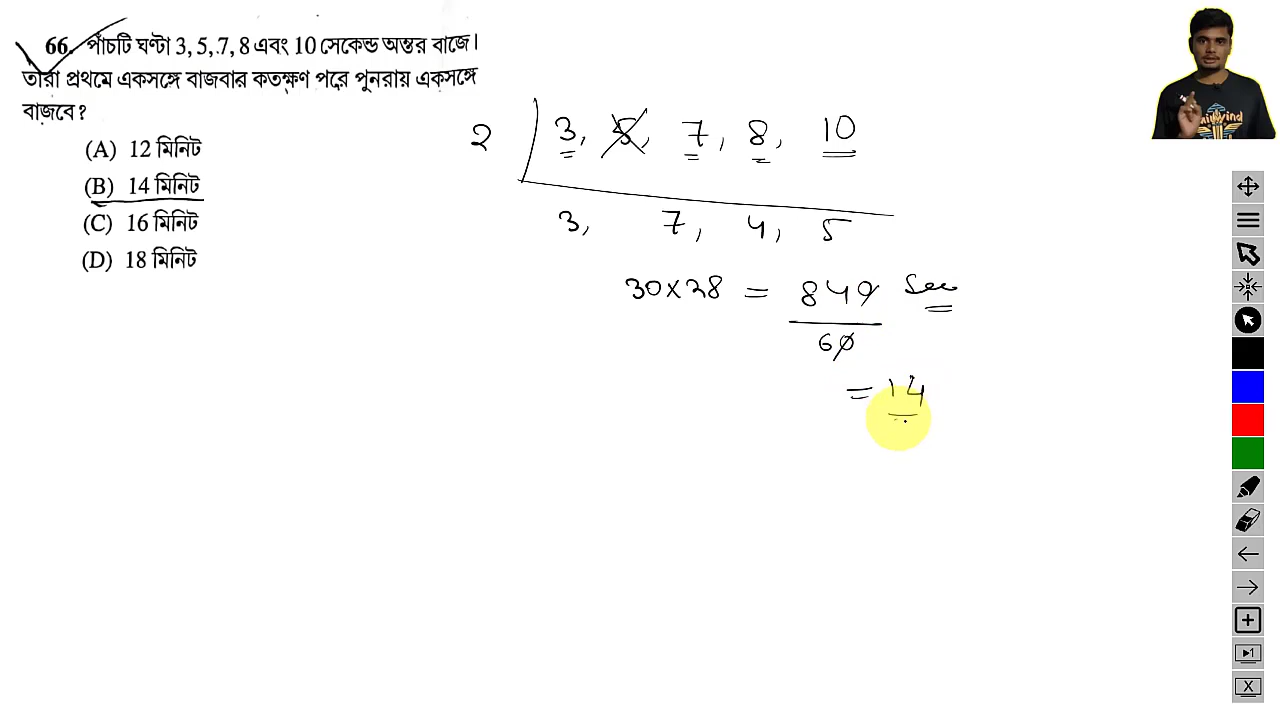 66. পাঁচটি ঘণ্টা 3, 5, 7, 8 এবং 10 সেকেন্ড অন্তর বাজে।
তারা প্রথমে একসঙ্গে বাজবার কতক্ষণ পরে পুনরায় একসঙ্গে
বাজবে?
(A) 12 মিনিট
(B) 14 মিনিট
(C) 16 মিনিট
(D) 18 মিনিট
2 3, 5, 7, 8, 10
3, 7, 4, 5
30×28 = 840 Sec
60
= 14